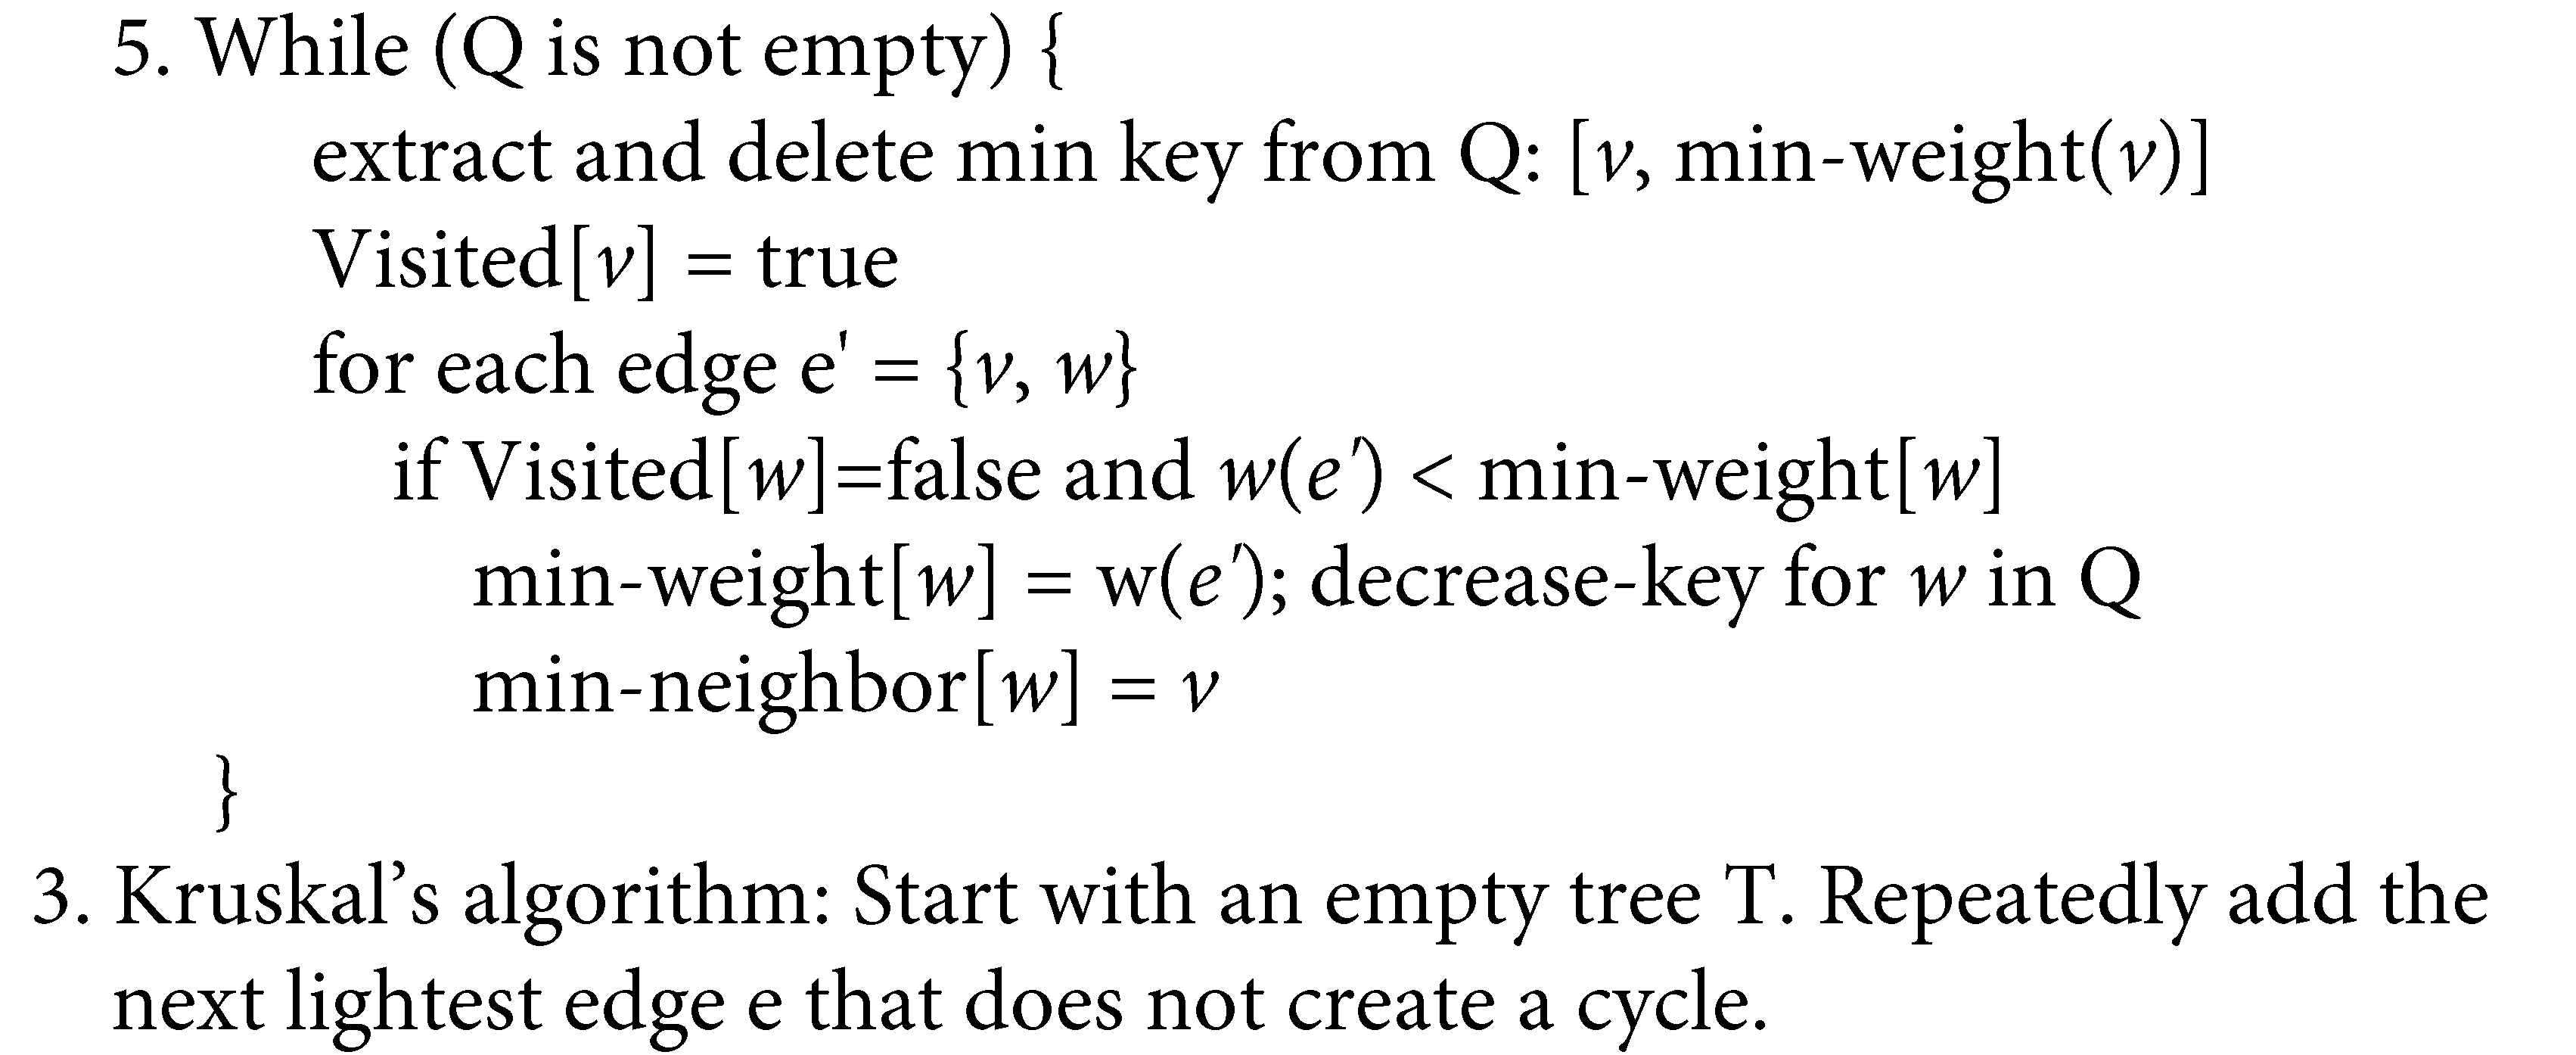 5. While (Q is not empty) {
extract and delete min key from Q: [v, min-weight(v)]
Visited[v] = true
for each edge e' = {v, w}
if Visited[w]=false and w(e') < min-weight[w]
min-weight[w] = w(e'); decrease-key for w in Q
min-neighbor[w] = v
}
3. Kruskal’s algorithm: Start with an empty tree T. Repeatedly add the
next lightest edge e that does not create a cycle.